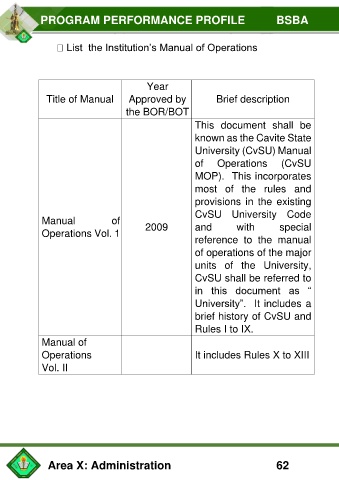 PROGRAM PERFORMANCE PROFILE BSBA
List the Institution's Manual of Operations
Title of Manual
Year
Approved by
the BOR/BOT
Brief description
Manual of
Operations Vol. 1
2009
This document shall be
known as the Cavite State
University (CvSU) Manual
of Operations (CvSU
MOP). This incorporates
most of the rules and
provisions in the existing
CvSU University Code
and with special
reference to the manual
of operations of the major
units of the University,
CvSU shall be referred to
in this document as “
University”. It includes a
brief history of CvSU and
Rules I to IX.
Manual of
Operations
Vol. II
It includes Rules X to XIII
Area X: Administration 62